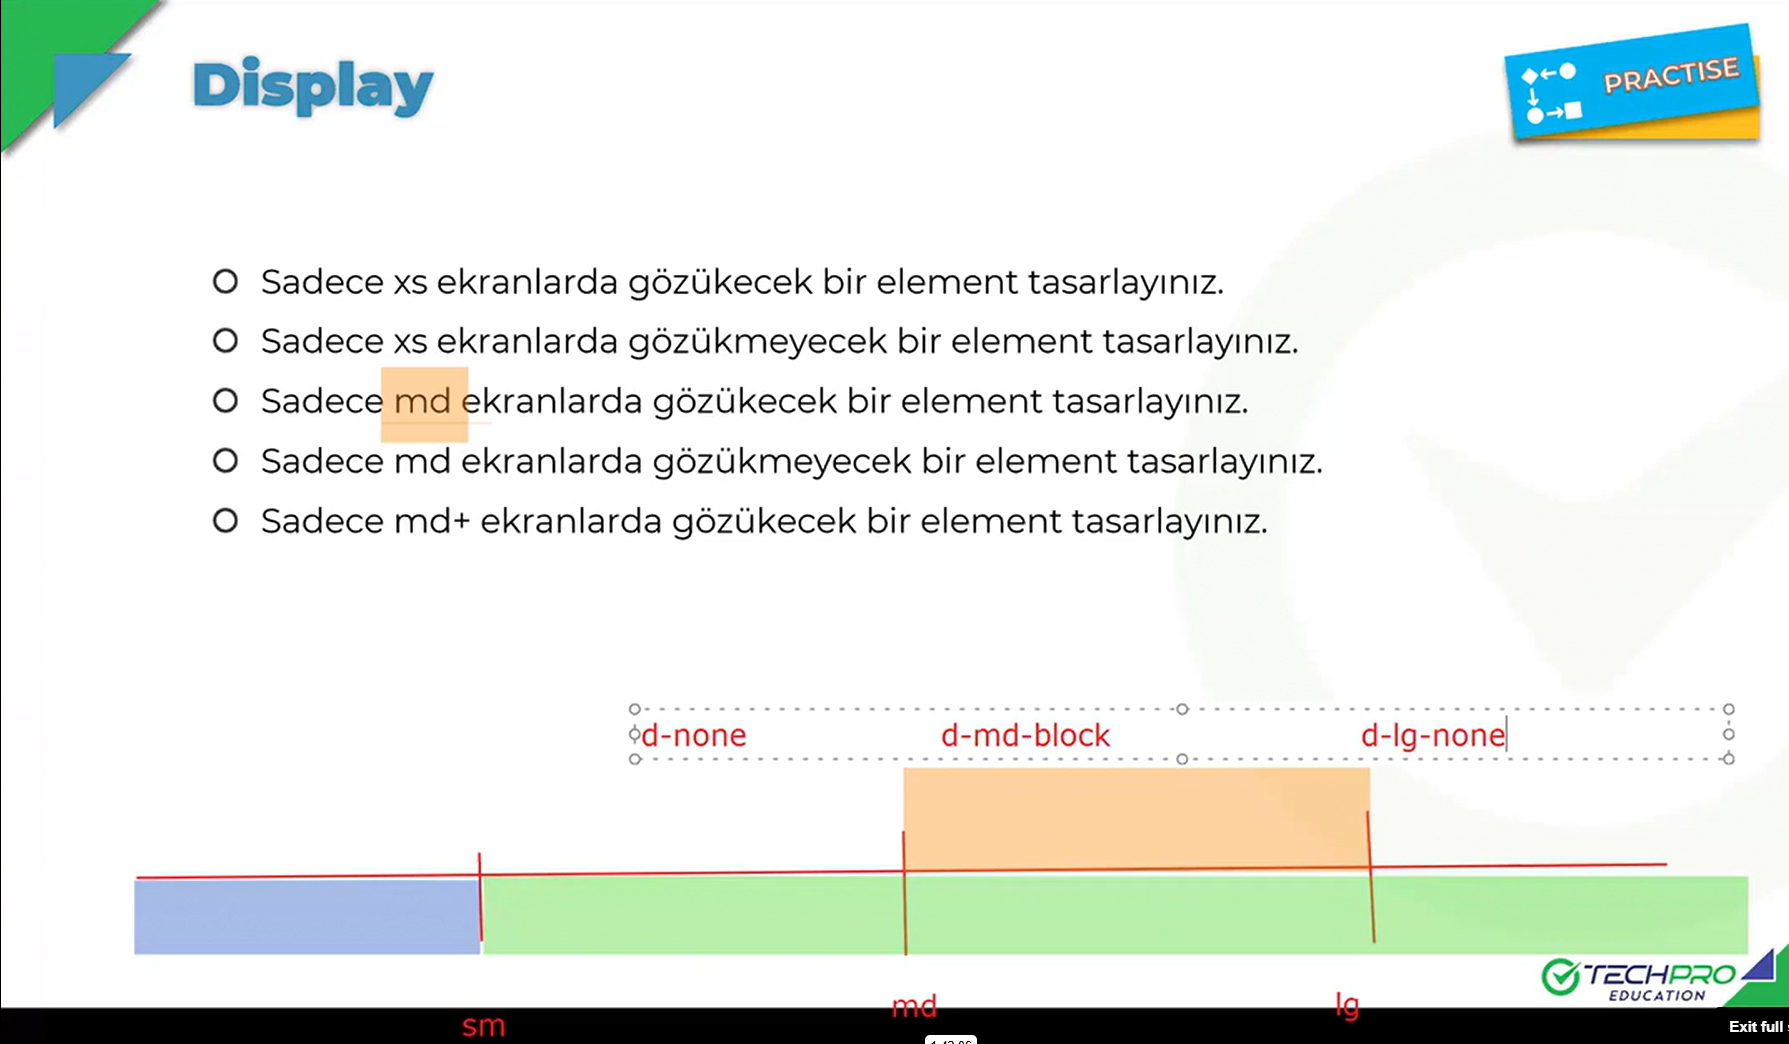 Display
PRACTISE
Sadece xs ekranlarda gözükecek bir element tasarlayınız.
Sadece xs ekranlarda gözükmeyecek bir element tasarlayınız.
Sadece md ekranlarda gözükecek bir element tasarlayınız.
Sadece md ekranlarda gözükmeyecek bir element tasarlayınız.
Sadece md+ ekranlarda gözükecek bir element tasarlayınız.
d-none d-md-block d-lg-none
TECHPRO
EDUCATION
sm md lg
Exit full